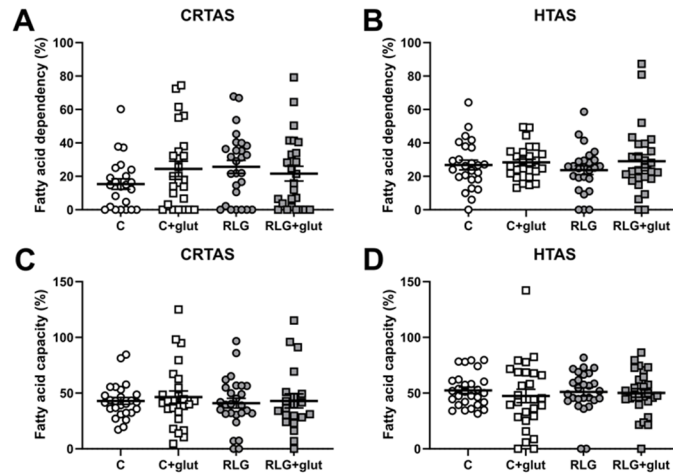 A
CRTAS
Fatty acid dependency (%)
100
80
60
40
20
0
C
C+glut
RLG
RLG+glut
B
HTAS
Fatty acid dependency (%)
100
80
60
40
20
0
C
C+glut
RLG
RLG+glut
C
CRTAS
Fatty acid capacity (%)
150
100
50
0
C
C+glut
RLG
RLG+glut
D
HTAS
Fatty acid capacity (%)
150
100
50
0
C
C+glut
RLG
RLG+glut